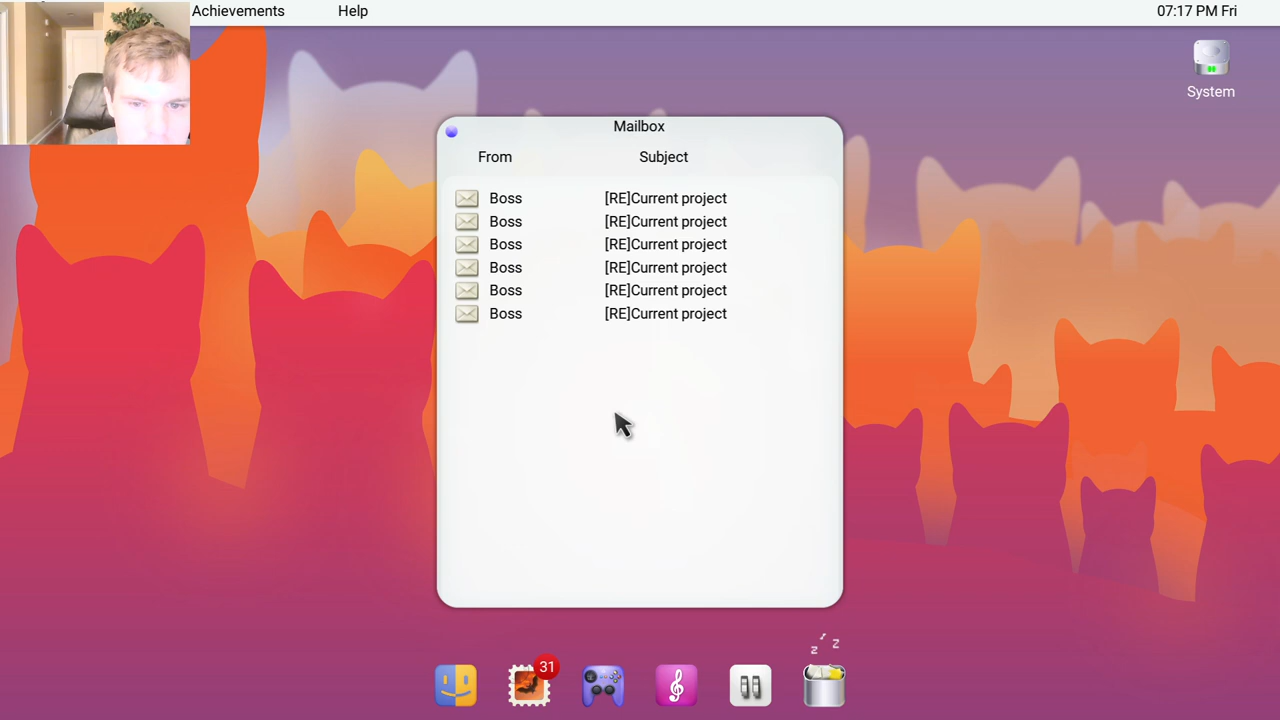 Achievements Help 07:17 PM Fri
System
Mailbox
From Subject
Boss [RE]Current project
Boss [RE]Current project
Boss [RE]Current project
Boss [RE]Current project
Boss [RE]Current project
Boss [RE]Current project
z z
31